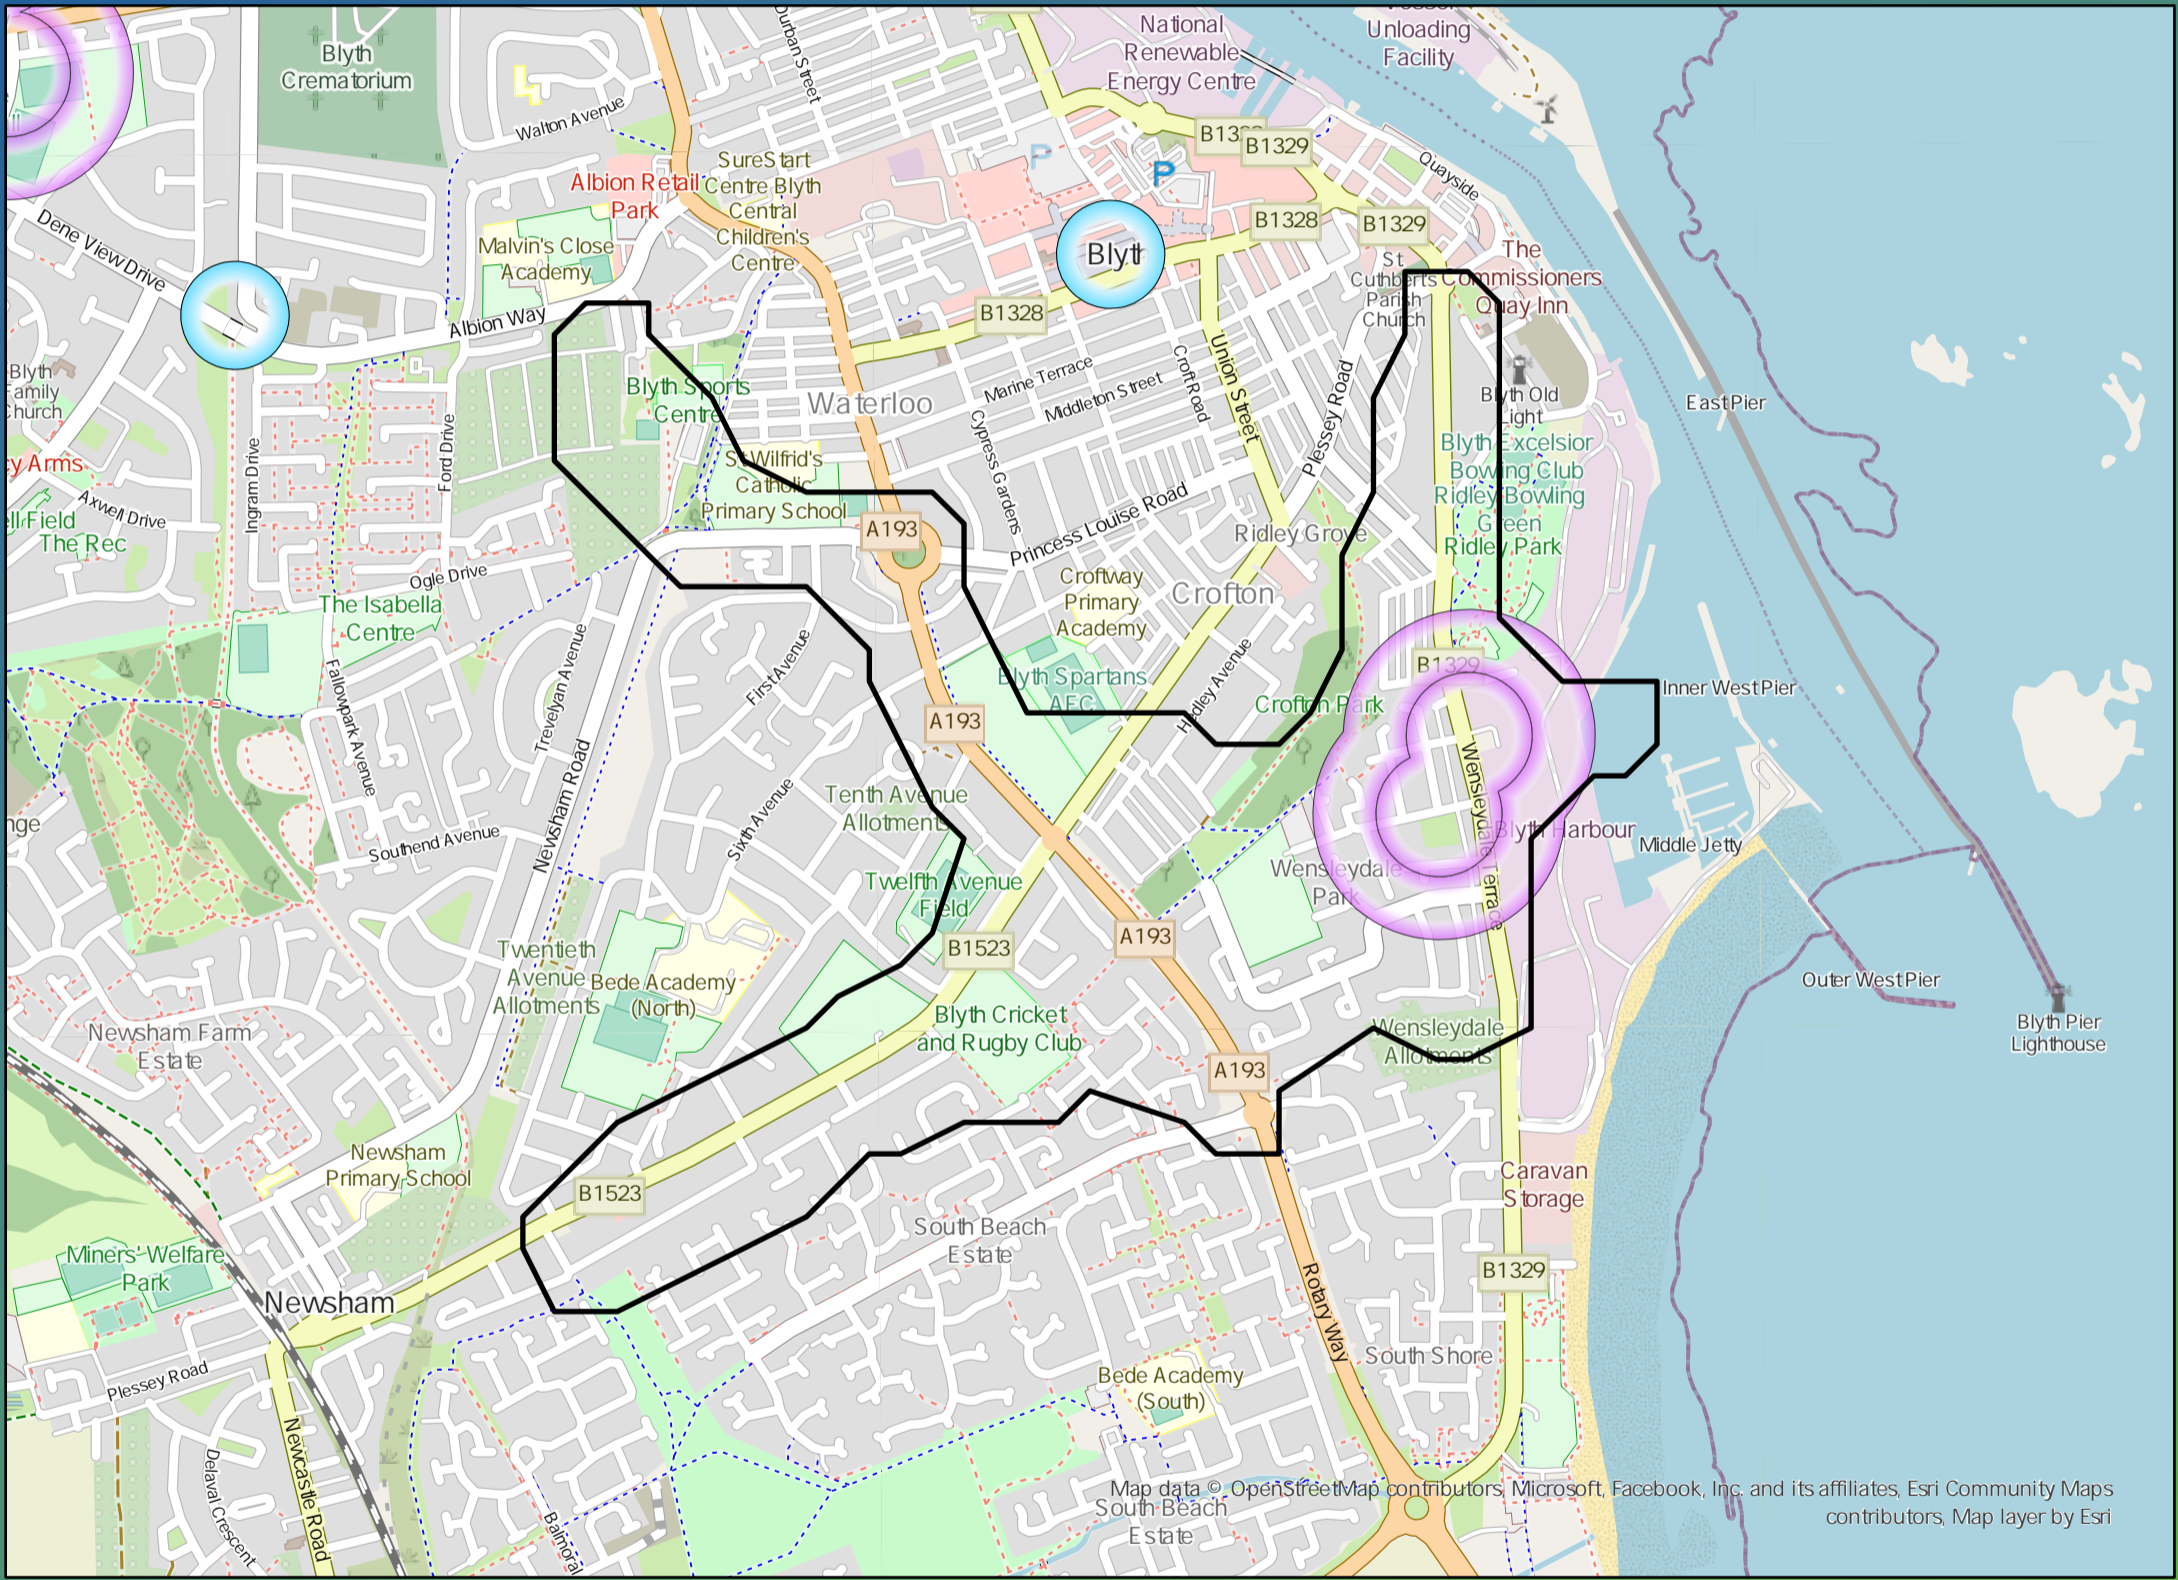 Vessel
Unloading
Facility
National
Renewable
Energy Centre
Durban Street
Blyth
Crematorium
Walton Avenue
B1329
P
P
Quayside
SureStart
Centre Blyth
Central
Children's
Centre
Albion Retail
Park
Dene View Drive
Malvin's Close
Academy
B1328
B1329
Blyt
The
Commissioners
Quay Inn
St
Cuthbert's
Parish
Church
Albion Way
B1328
Blyth
Family
Church
Blyth Sports
Centre
Waterloo
Marine Terrace
Middleton Street
Croft Road
Union Street
Plessey Road
Blyth Old
Light
East Pier
Blyth Excelsior
Bowling Club
Ridley Bowling
Green
Ridley Park
cy Arms
Axwell Drive
ell Field
The Rec
Ingram Drive
Ford Drive
St Wilfrid's
Catholic
Primary School
Cypress Gardens
Princess Louise Road
A193
Ridley Grove
Ogle Drive
The Isabella
Centre
Croftway
Primary
Academy
Crofton
Fallowpark Avenue
Trevelyan Avenue
First Avenue
Blyth Spartans
AFC
Hedley Avenue
Crofton Park
B1329
Inner West Pier
A193
Newsham Road
Sixth Avenue
Tenth Avenue
Allotments
Wensleydale Terrace
Blyth Harbour
Middle Jetty
nge
Southend Avenue
Twelfth Avenue
Field
Wensleydale
Park
B1523
A193
Twentieth
Avenue
Allotments
Bede Academy
(North)
Outer West Pier
Blyth Pier
Lighthouse
Newsham Farm
Estate
Blyth Cricket
and Rugby Club
Wensleydale
Allotments
A193
Newsham
Primary School
B1523
Caravan
Storage
South Beach
Estate
Miners' Welfare
Park
Newsham
B1329
Rotary Way
South Shore
Plessey Road
Bede Academy
(South)
Newcastle Road
Delaval Crescent
Balmoral
South Beach
Estate
Map data © OpenStreetMap contributors, Microsoft, Facebook, Inc. and its affiliates, Esri Community Maps
contributors, Map layer by Esri